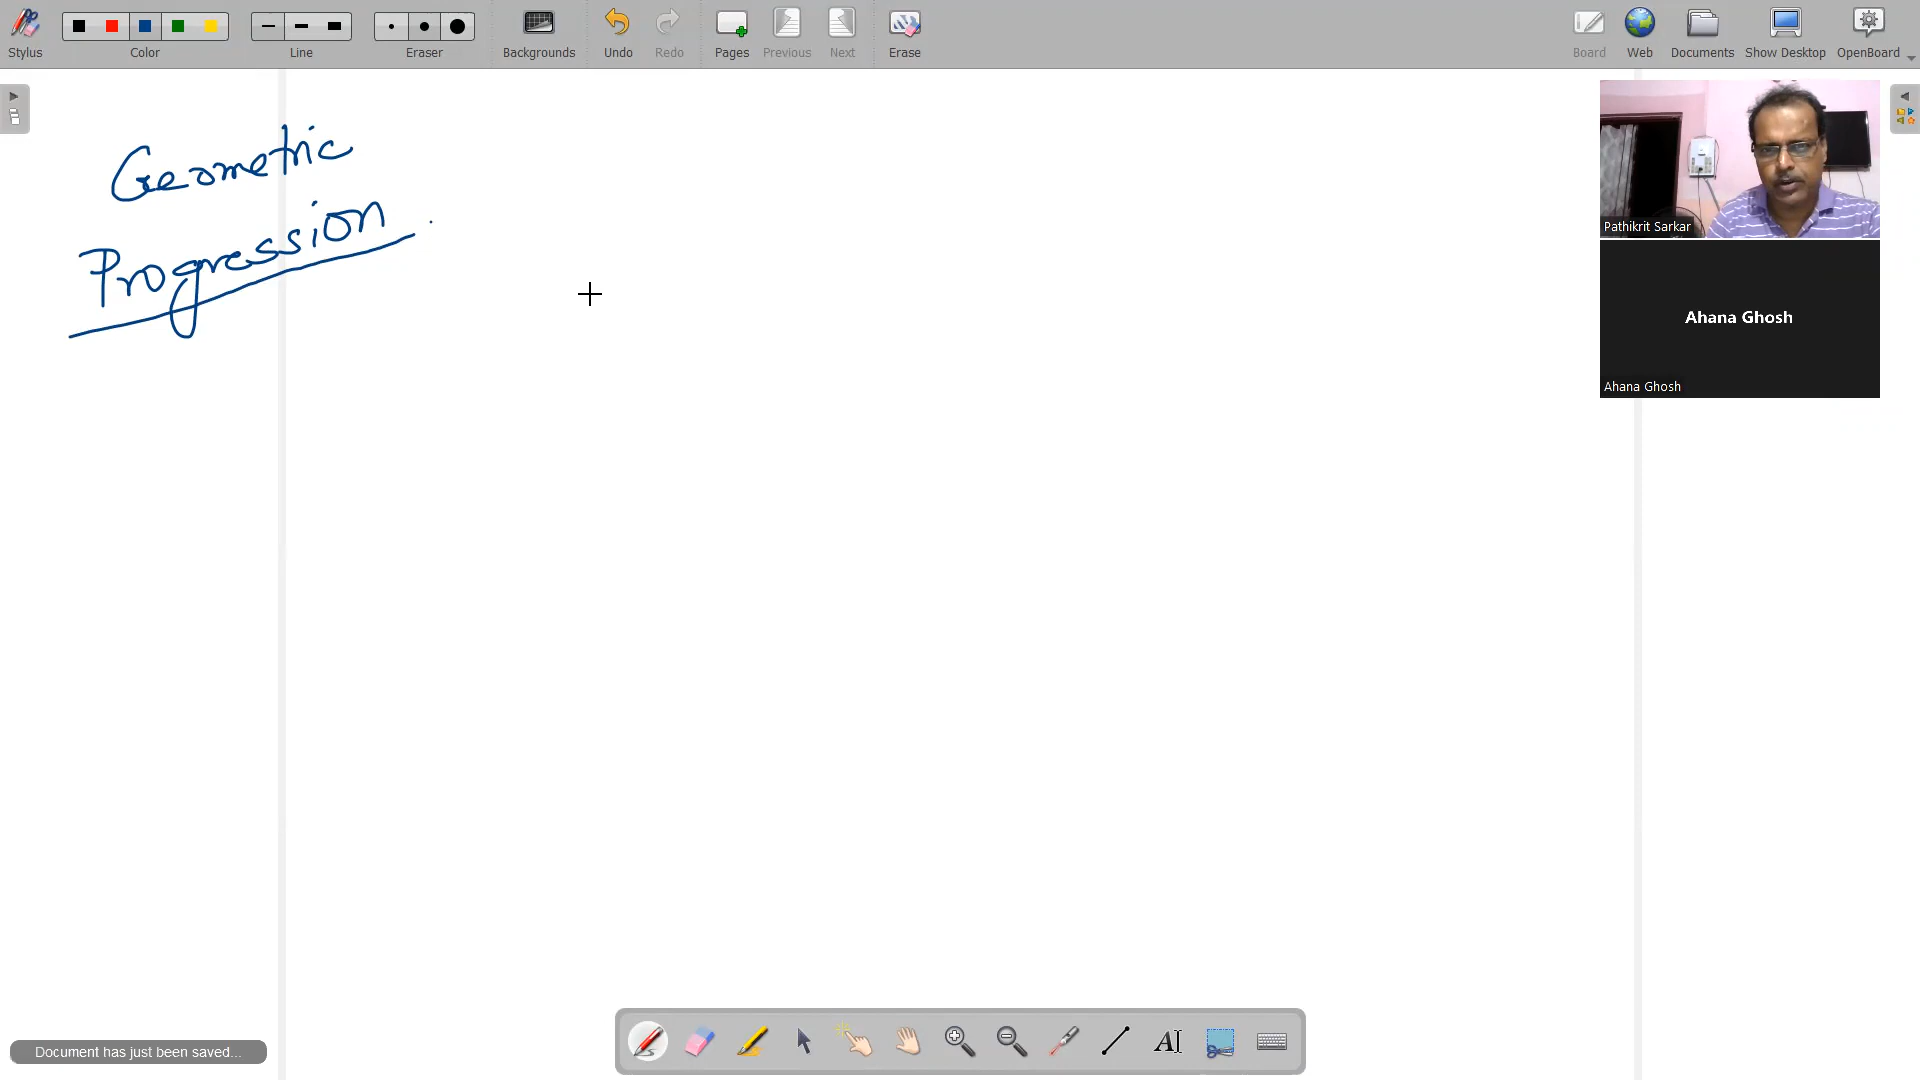 Stylus Color Line Eraser Backgrounds Undo Redo Pages Previous Next Erase Board Web Documents Show Desktop OpenBoard
Geometric
Progression.
Pathikrit Sarkar
Ahana Ghosh
Ahana Ghosh
AI
Document has just been saved...